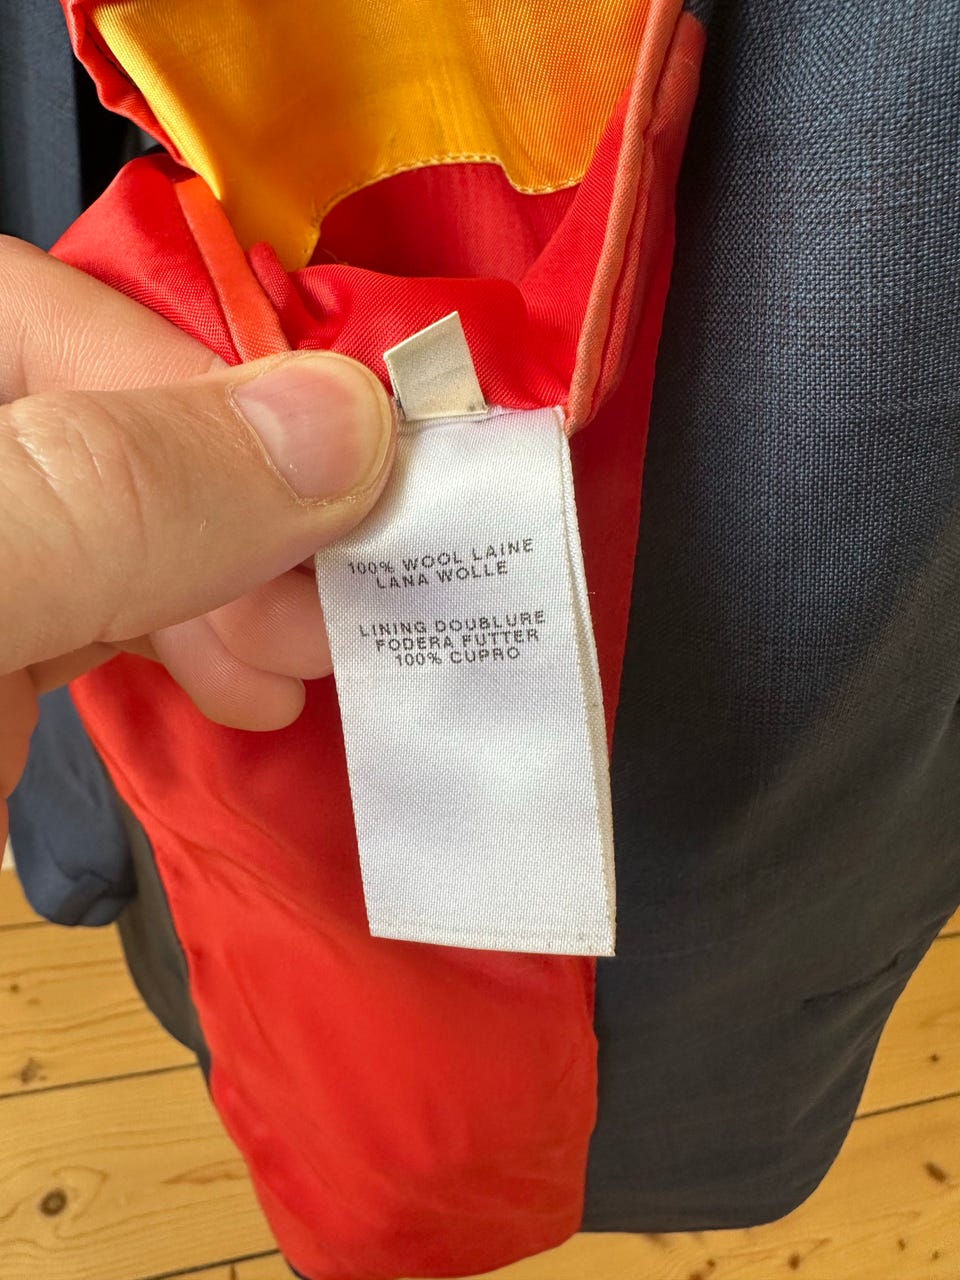 100% WOOL LAINE
LANA WOLLE
LINING DOUBLURE
FODERA FUTTER
100% CUPRO